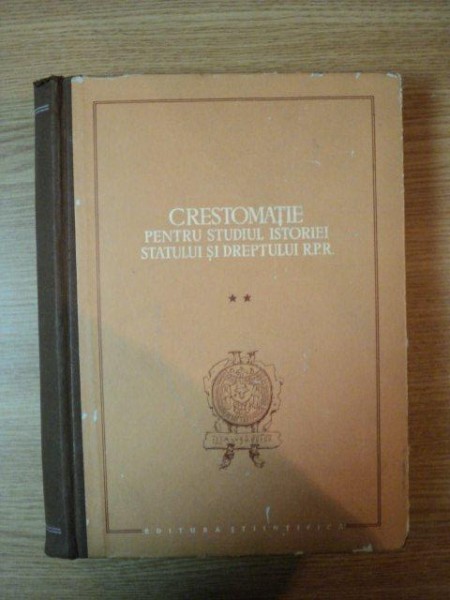 CRESTOMAȚIE
PENTRU STUDIUL ISTORIEI
STATULUI ȘI DREPTULUI R.P.R.
★ ★
EDITURA ȘTIINȚIFICĂ